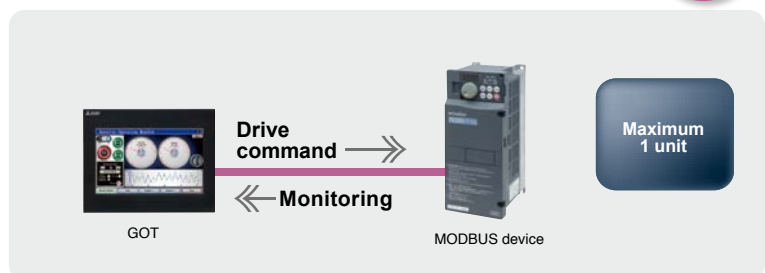 Drive
command
Monitoring
Maximum
1 unit
GOT
MODBUS device